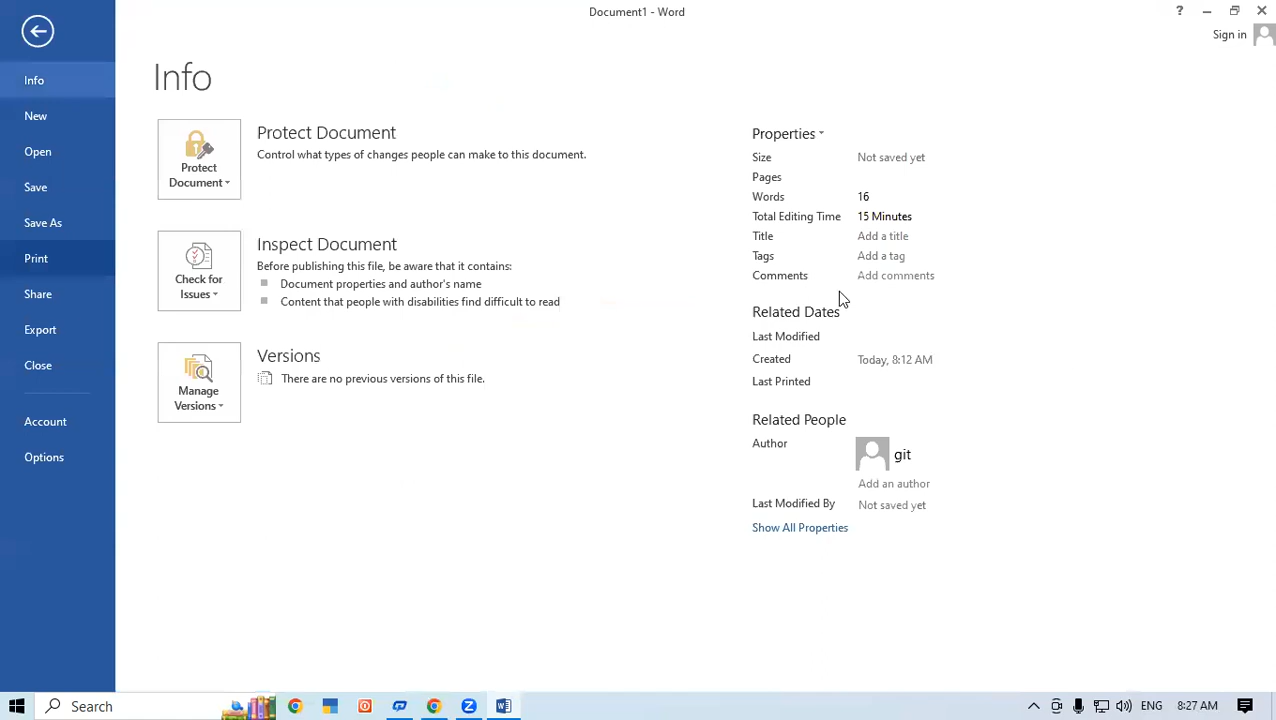 Document1 - Word
?
Sign in
Info
New
Open
Save
Save As
Print
Share
Export
Close
Account
Options
Info
Protect Document
Protect Document
Control what types of changes people can make to this document.
Check for Issues
Inspect Document
Before publishing this file, be aware that it contains:
Document properties and author's name
Content that people with disabilities find difficult to read
Manage Versions
Versions
There are no previous versions of this file.
Properties
Size Not saved yet
Pages
Words 16
Total Editing Time 15 Minutes
Title Add a title
Tags Add a tag
Comments Add comments
Related Dates
Last Modified
Created Today, 8:12 AM
Last Printed
Related People
Author git
Add an author
Last Modified By Not saved yet
Show All Properties
Search
ENG 8:27 AM